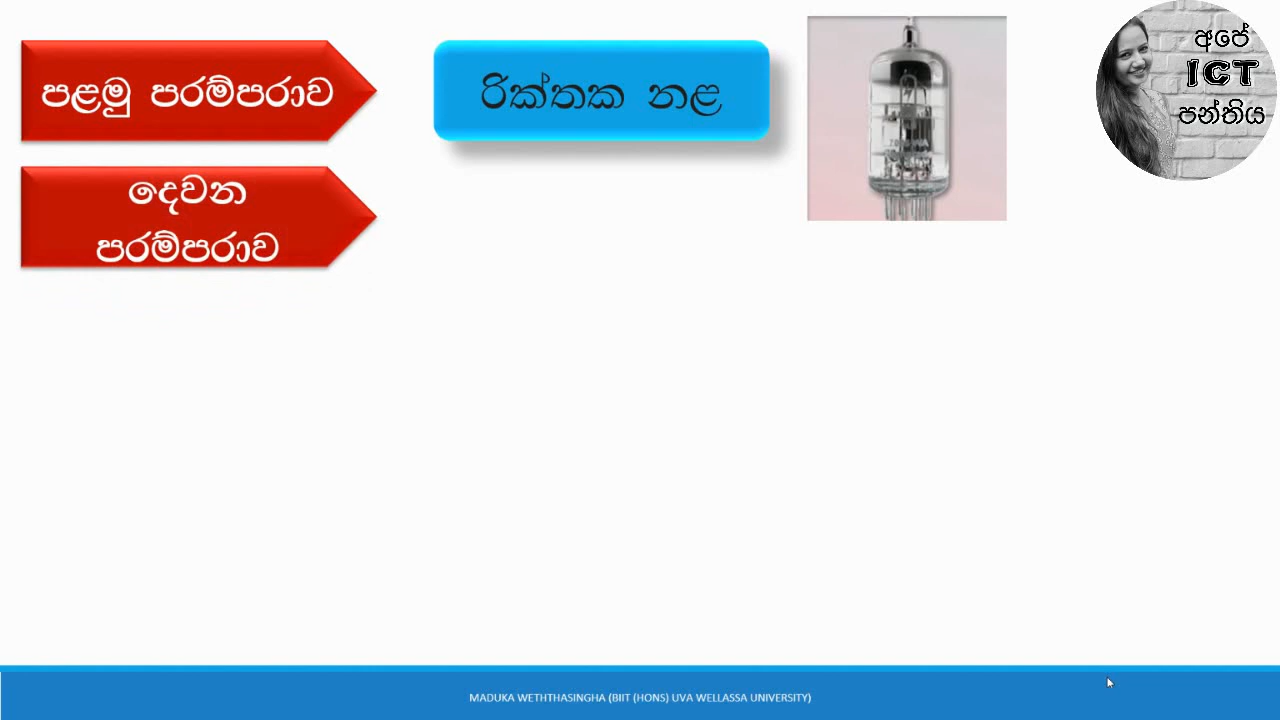 පළමු පරම්පරාව
රික්තක නළ
අපේ
ICT
පන්තිය
දෙවන
පරම්පරාව
MADUKA WETHTHASINGHA (BIIT (HONS) UVA WELLASSA UNIVERSITY)